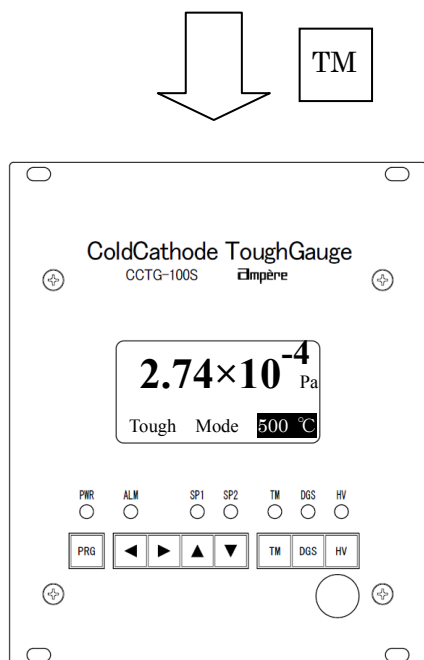 TM
ColdCathode ToughGauge
CCTG-100S ampère
2.74×10-4 Pa
Tough Mode 500 ℃
PWR ALM SP1 SP2 TM DGS HV
PRG ◀ ▶ ▲ ▼ TM DGS HV